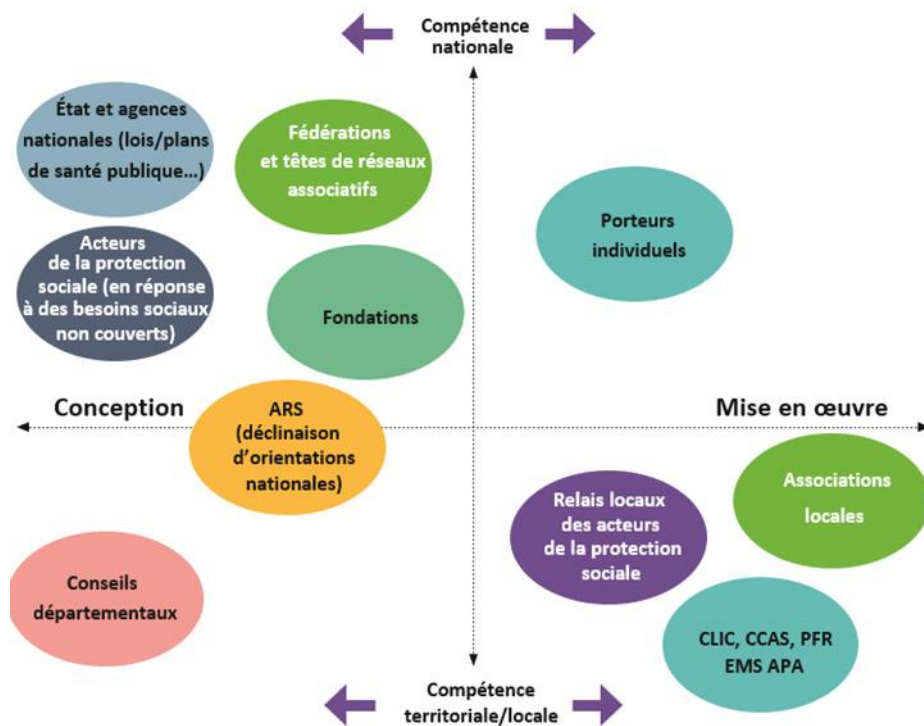 Compétence
nationale
État et agences
nationales (lois/plans
de santé publique...)
Fédérations
et têtes de réseaux
associatifs
Porteurs
individuels
Acteurs
de la protection
sociale (en réponse
à des besoins sociaux
non couverts)
Fondations
Conception
Mise en œuvre
ARS
(déclinaison
d'orientations
nationales)
Associations
locales
Relais locaux
des acteurs
de la protection
sociale
Conseils
départementaux
CLIC, CCAS, PFR
EMS APA
Compétence
territoriale/locale